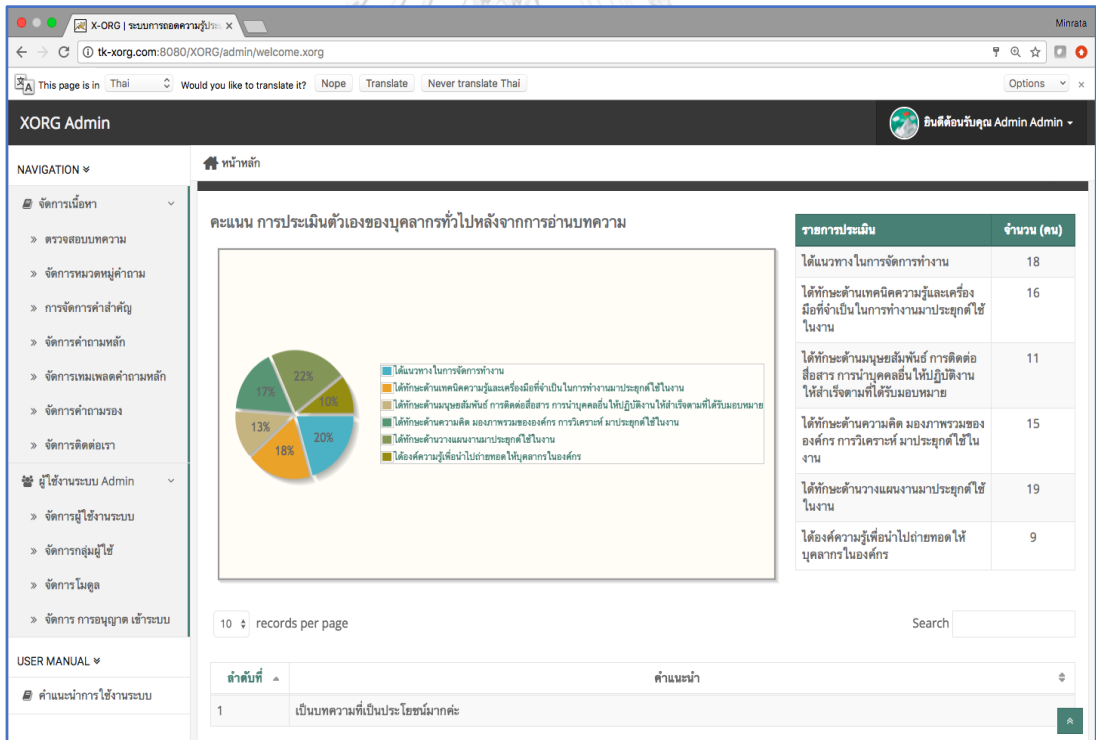 X-ORG | ระบบการถอดความรู้ประ
Minrata
tk-xorg.com:8080/XORG/admin/welcome.xorg
This page is in Thai Would you like to translate it? Nope Translate Never translate Thai Options
XORG Admin
ยินดีต้อนรับคุณ Admin Admin
NAVIGATION
หน้าหลัก
จัดการเนื้อหา
ตรวจสอบบทความ
จัดการหมวดหมู่คำถาม
การจัดการคำสำคัญ
จัดการคำถามหลัก
จัดการเทมเพลตคำถามหลัก
จัดการคำถามรอง
จัดการติดต่อเรา
ผู้ใช้งานระบบ Admin
จัดการผู้ใช้งานระบบ
จัดการกลุ่มผู้ใช้
จัดการโมดูล
จัดการ การอนุญาต เข้าระบบ
USER MANUAL
คำแนะนำการใช้งานระบบ
คะแนน การประเมินตัวเองของบุคลากรทั่วไปหลังจากการอ่านบทความ
22%
17%
10%
13%
20%
18%
ได้แนวทางในการจัดการทำงาน
ได้ทักษะด้านเทคนิคความรู้และเครื่องมือที่จำเป็นในการทำงานมาประยุกต์ใช้ในงาน
ได้ทักษะด้านมนุษยสัมพันธ์ การติดต่อสื่อสาร การนำบุคคลอื่นให้ปฏิบัติงานให้สำเร็จตามที่ได้รับมอบหมาย
ได้ทักษะด้านความคิด มองภาพรวมขององค์กร การวิเคราะห์ มาประยุกต์ใช้ในงาน
ได้ทักษะด้านวางแผนงานมาประยุกต์ใช้ในงาน
ได้องค์ความรู้เพื่อนำไปถ่ายทอดให้บุคลากรในองค์กร
รายการประเมิน จำนวน (คน)
ได้แนวทางในการจัดการทำงาน 18
ได้ทักษะด้านเทคนิคความรู้และเครื่อง 16
มือที่จำเป็นในการทำงานมาประยุกต์ใช้
ในงาน
ได้ทักษะด้านมนุษยสัมพันธ์ การติดต่อ 11
สื่อสาร การนำบุคคลอื่นให้ปฏิบัติงาน
ให้สำเร็จตามที่ได้รับมอบหมาย
ได้ทักษะด้านความคิด มองภาพรวมของ 15
องค์กร การวิเคราะห์ มาประยุกต์ใช้ใน
งาน
ได้ทักษะด้านวางแผนงานมาประยุกต์ใช้ 19
ในงาน
ได้องค์ความรู้เพื่อนำไปถ่ายทอดให้ 9
บุคลากรในองค์กร
10 records per page
Search
ลำดับที่ คำแนะนำ
1 เป็นบทความที่เป็นประโยชน์มากค่ะ